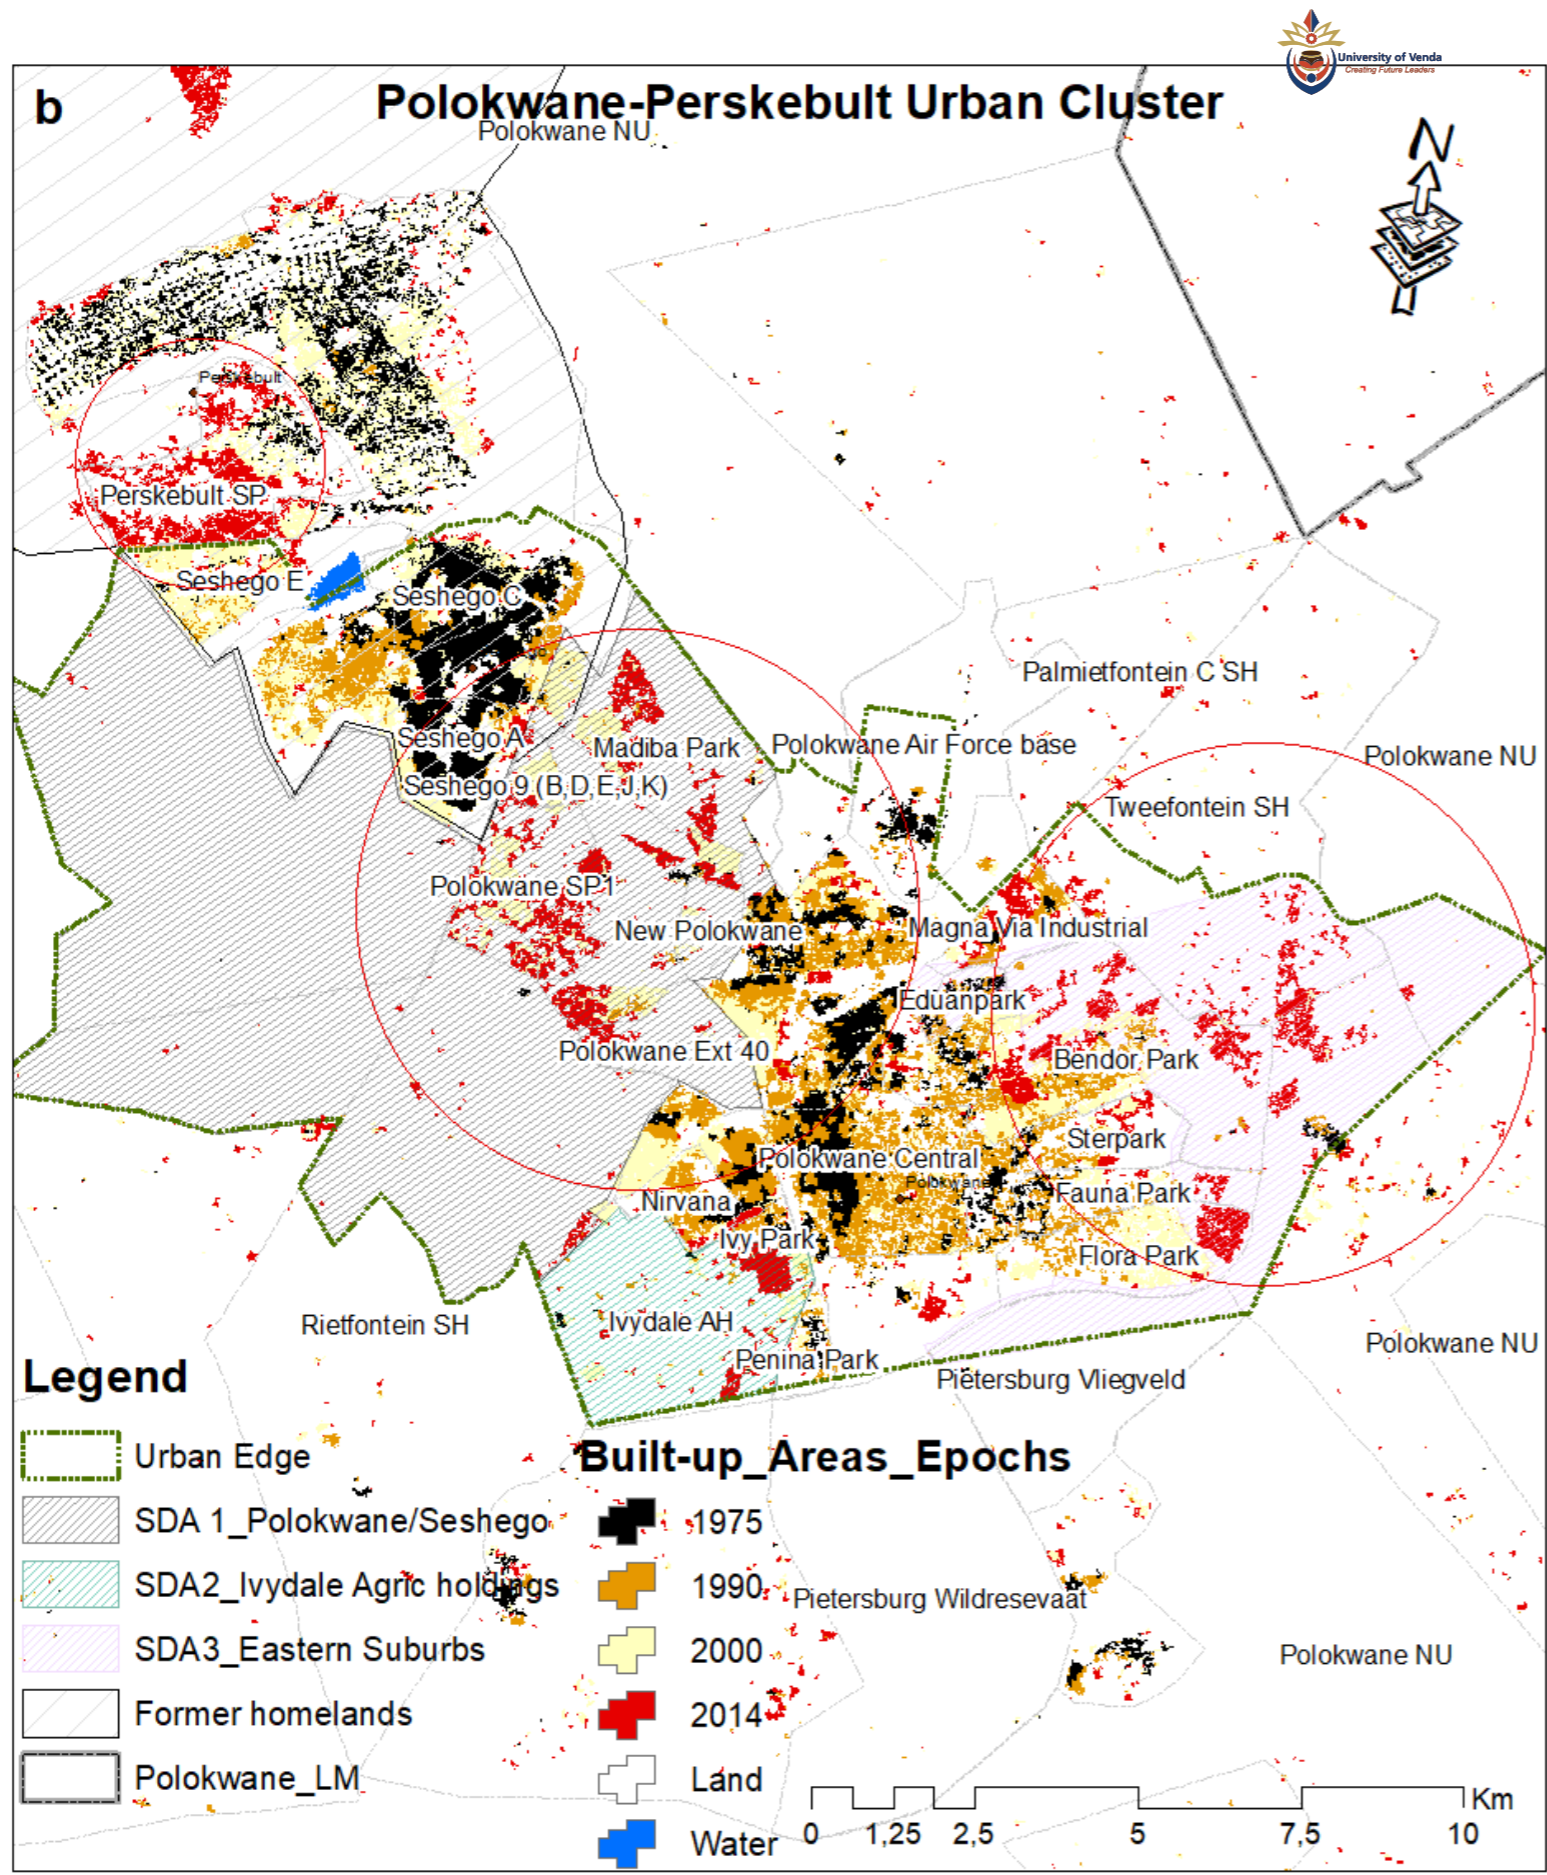 University of Venda
Creating Future Leaders
b
Polokwane-Perskebult Urban Cluster
Polokwane NU
N
Perskebult
Perskebult SP
Seshego E
Seshego C
Palmietfontein C SH
Seshego A
Madiba Park
Polokwane Air Force base
Polokwane NU
Seshego 9 (B,D,E,J,K)
Tweefontein SH
Polokwane SP1
New Polokwane
Magna Via Industrial
Eduanpark
Polokwane Ext 40
Bendor Park
Sterpark
Polokwane Central
Polokwane
Fauna Park
Nirvana
Ivy Park
Flora Park
Rietfontein SH
Ivydale AH
Polokwane NU
Penina Park
Pietersburg Vliegveld
Legend
Urban Edge
SDA 1_Polokwane/Seshego
SDA2_Ivydale Agric holdings
SDA3_Eastern Suburbs
Former homelands
Polokwane_LM
Built-up_Areas_Epochs
1975
1990
2000
2014
Land
Water
Pietersburg Wildresevaat
Polokwane NU
Km
0 1,25 2,5 5 7,5 10